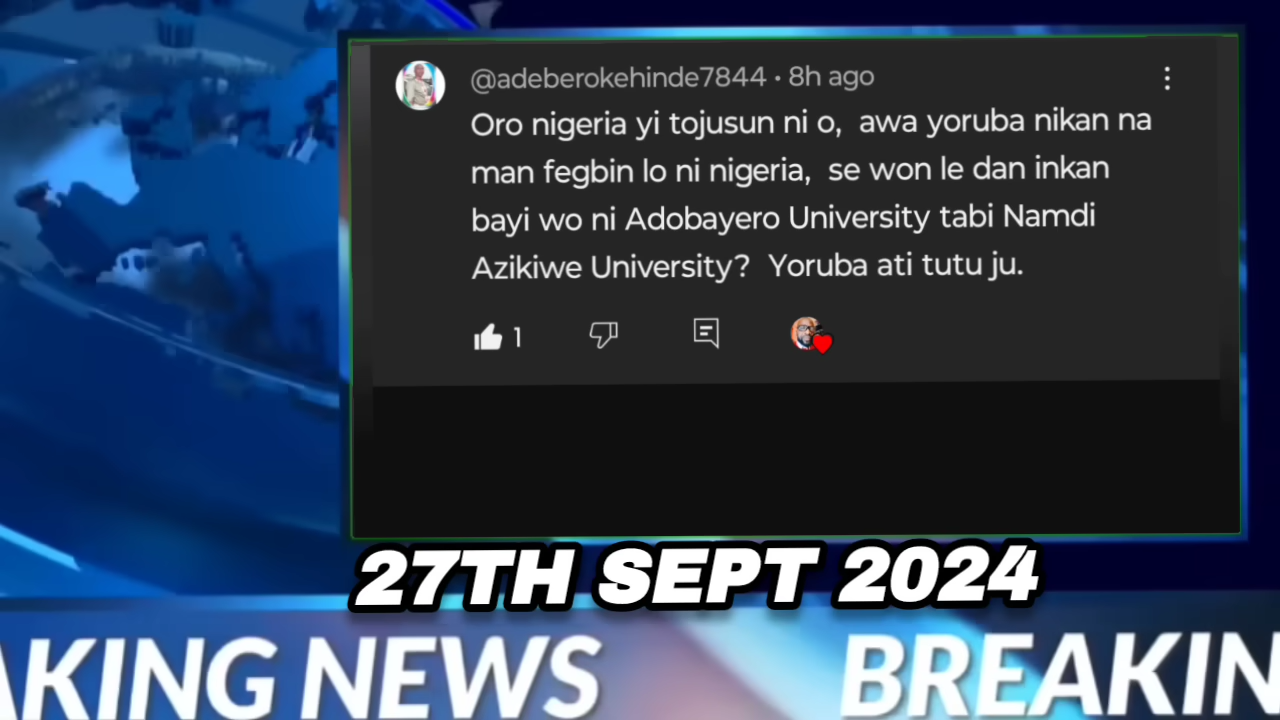 @adeberokehinde7844 • 8h ago
Oro nigeria yi tojusun ni o, awa yoruba nikan na
man fegbin lo ni nigeria, se won le dan inkan
bayi wo ni Adobayero University tabi Namdi
Azikiwe University? Yoruba ati tutu ju.
1
27TH SEPT 2024
AKING NEWS BREAKIN